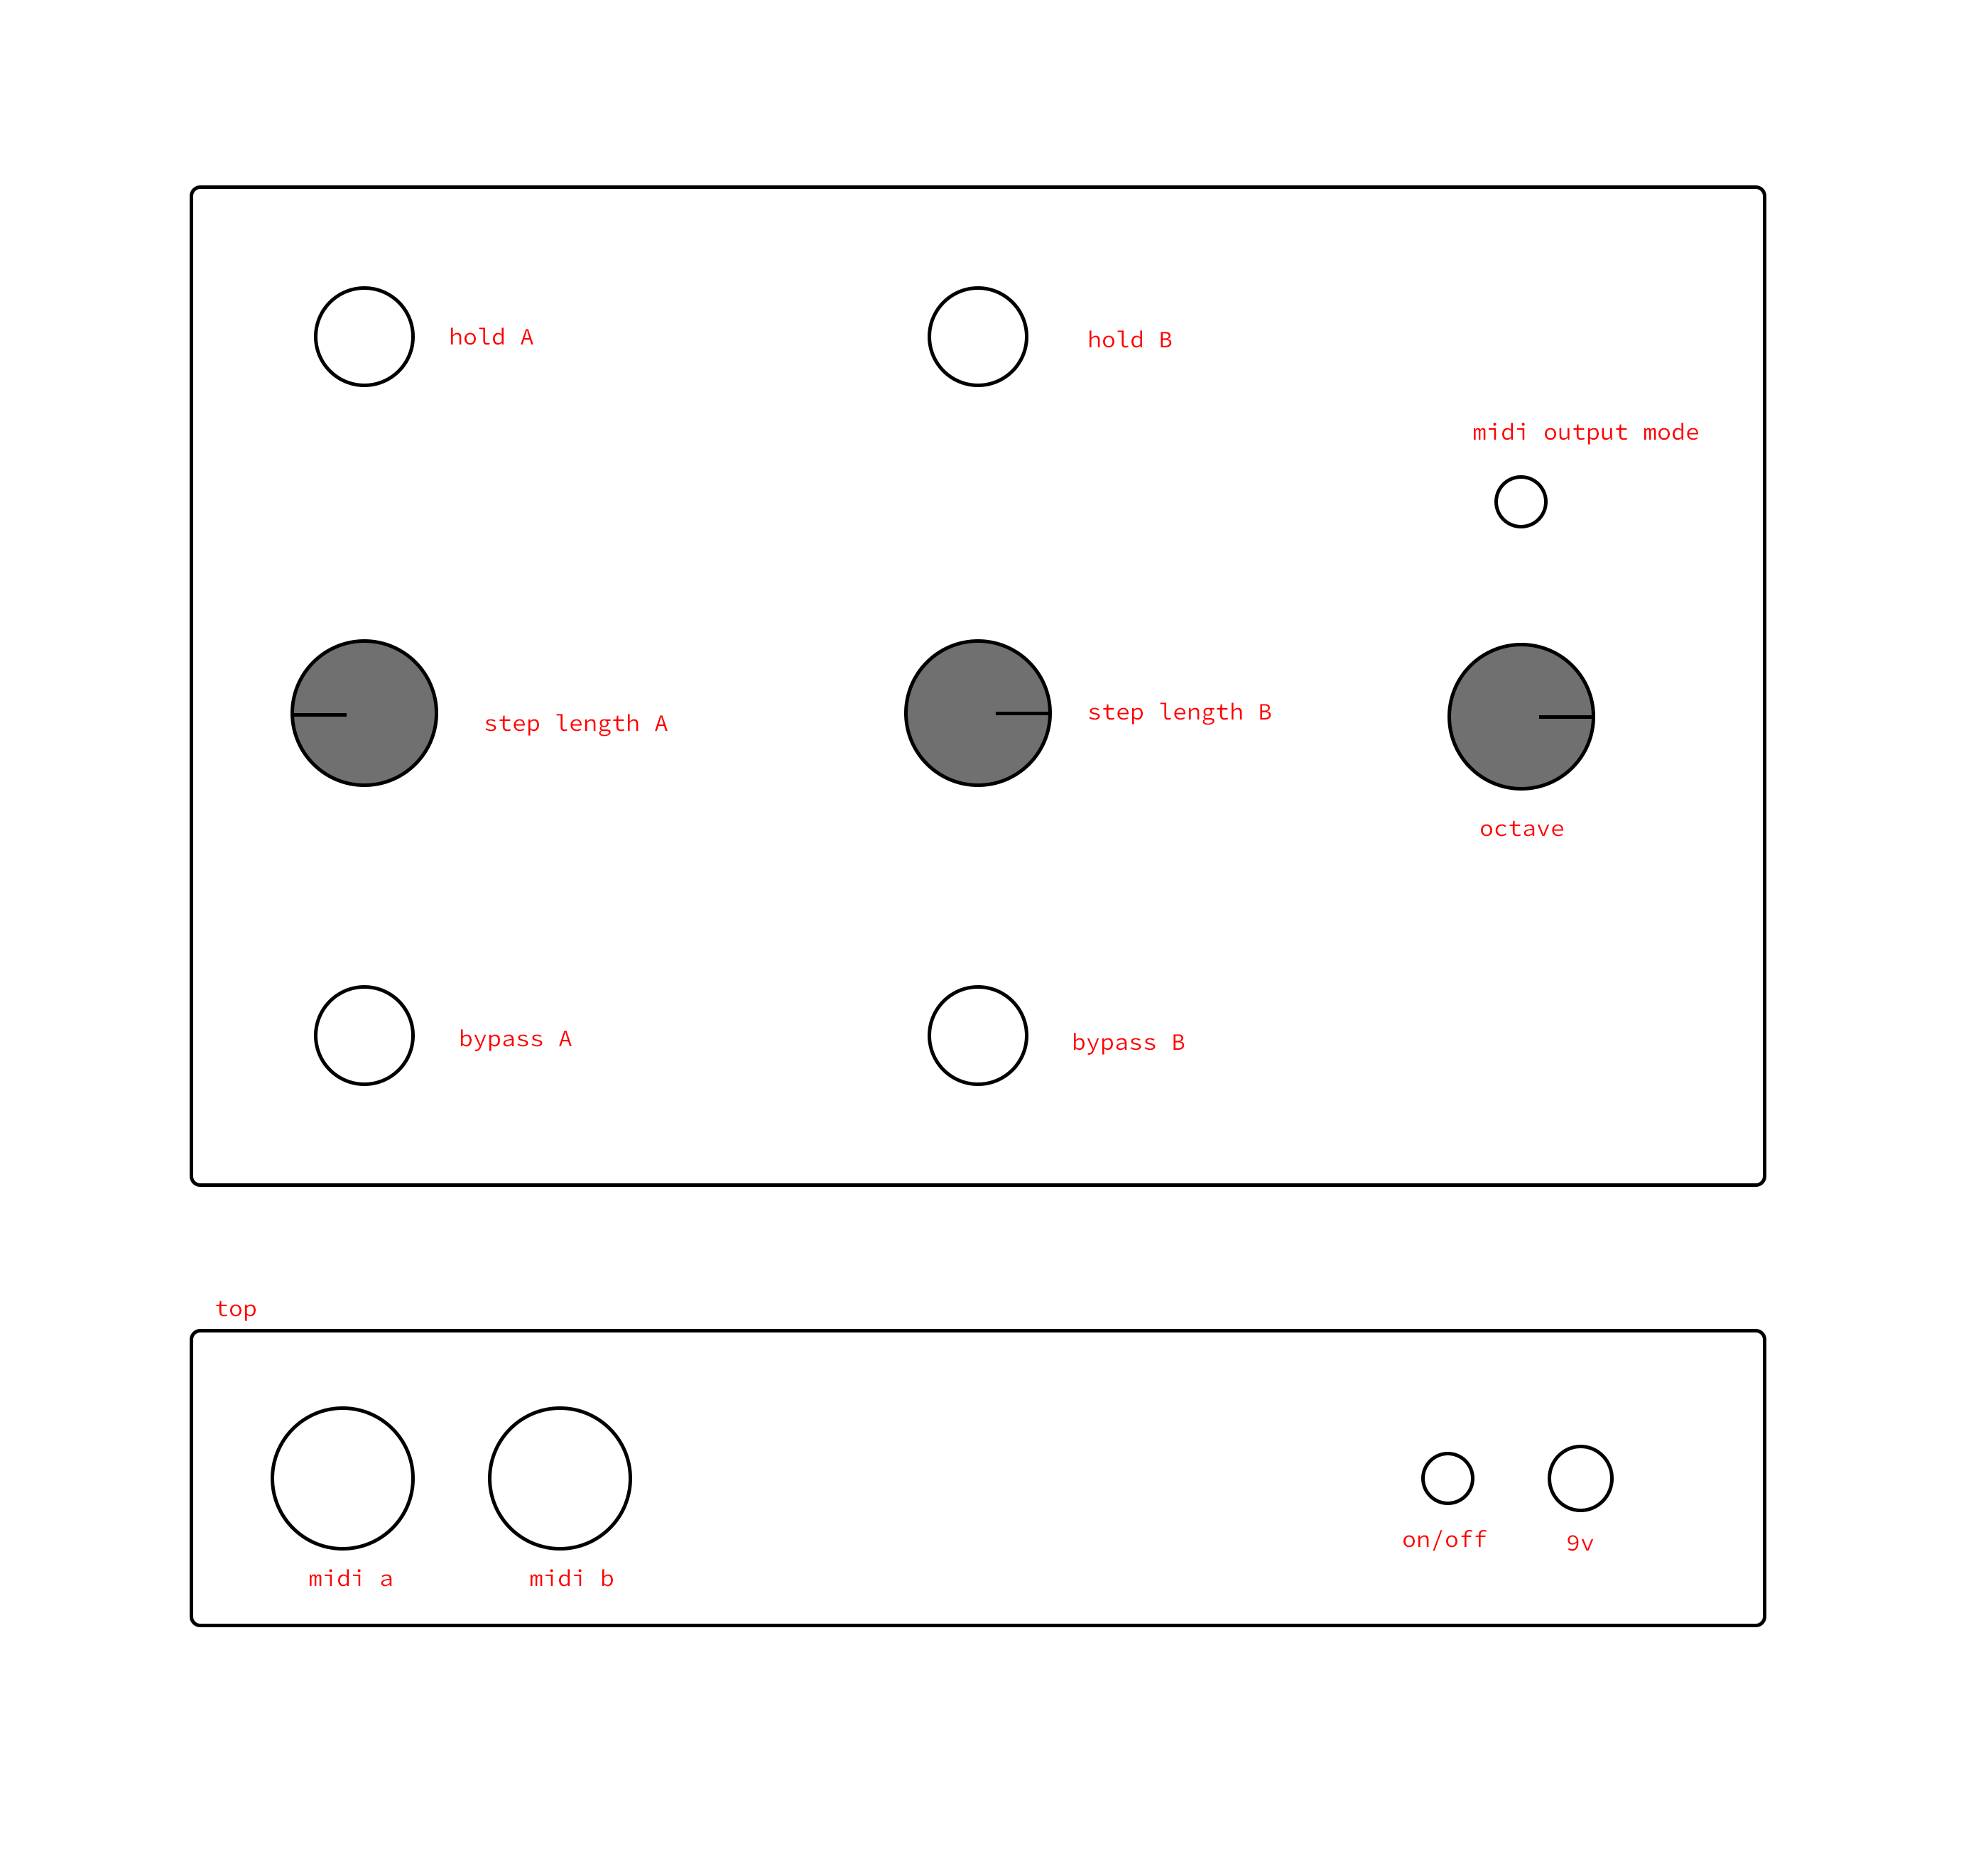 hold A
hold B
midi output mode
step length A
step length B
octave
bypass A
bypass B
top
midi a
midi b
on/off
9v